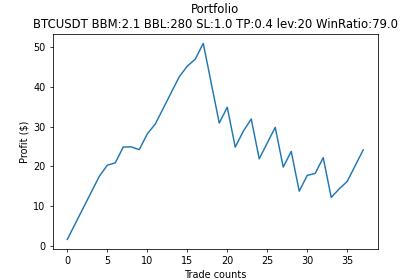 Portfolio
BTCUSDT BBM:2.1 BBL:280 SL:1.0 TP:0.4 lev:20 WinRatio:79.0
50
40
30
20
10
0
Profit ($)
0 5 10 15 20 25 30 35
Trade counts